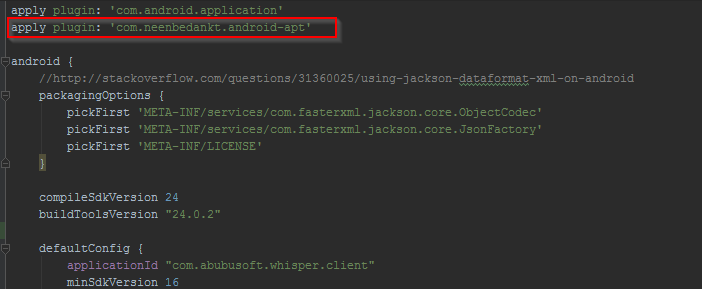 apply plugin: 'com.android.application'
apply plugin: 'com.neenbedankt.android-apt'
android {
//http://stackoverflow.com/questions/31360025/using-jackson-dataformat-xml-on-android
packagingOptions {
pickFirst 'META-INF/services/com.fasterxml.jackson.core.ObjectCodec'
pickFirst 'META-INF/services/com.fasterxml.jackson.core.JsonFactory'
pickFirst 'META-INF/LICENSE'
}
compileSdkVersion 24
buildToolsVersion "24.0.2"
defaultConfig {
applicationId "com.abubusoft.whisper.client"
minSdkVersion 16